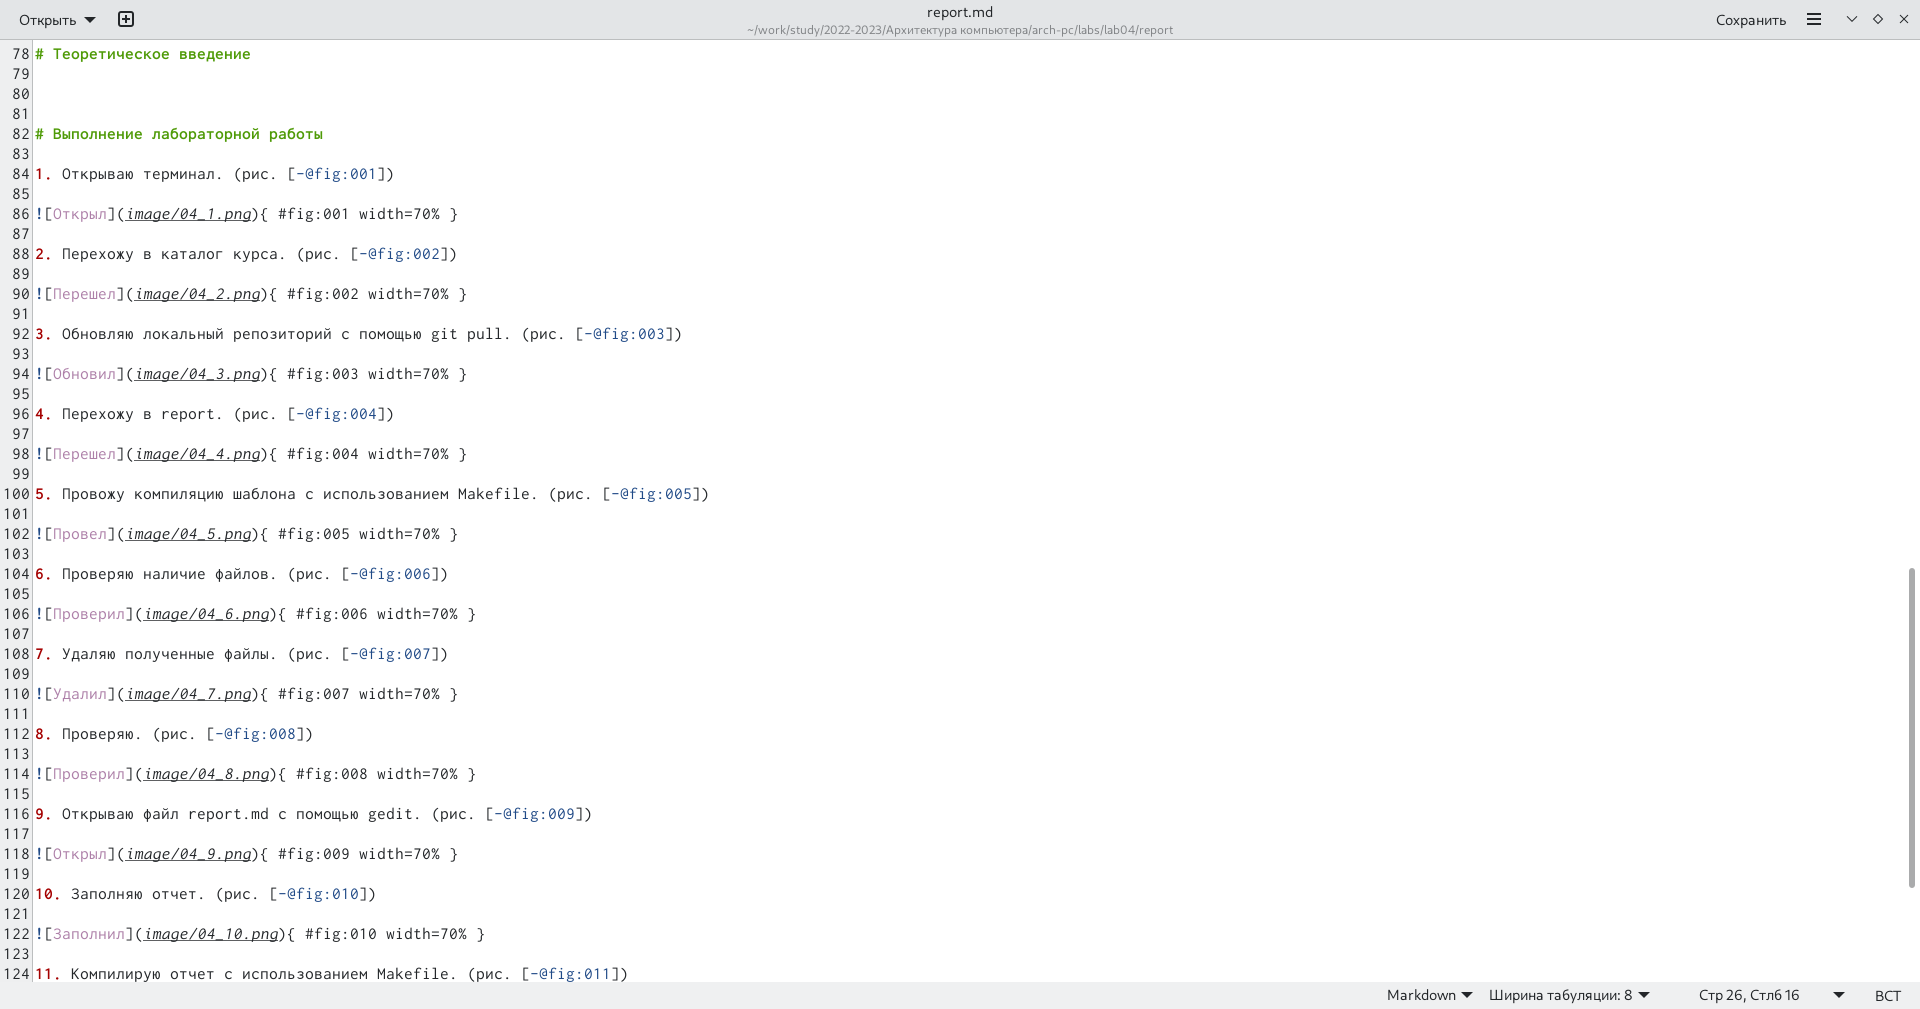 Открыть
report.md
~/work/study/2022-2023/Архитектура компьютера/arch-pc/labs/lab04/report
Сохранить
78 # Теоретическое введение
79
80
81
82 # Выполнение лабораторной работы
83
84 1. Открываю терминал. (рис. [-@fig:001])
85
86 ![Открыл](image/04_1.png){ #fig:001 width=70% }
87
88 2. Перехожу в каталог курса. (рис. [-@fig:002])
89
90 ![Перешел](image/04_2.png){ #fig:002 width=70% }
91
92 3. Обновляю локальный репозиторий с помощью git pull. (рис. [-@fig:003])
93
94 ![Обновил](image/04_3.png){ #fig:003 width=70% }
95
96 4. Перехожу в report. (рис. [-@fig:004])
97
98 ![Перешел](image/04_4.png){ #fig:004 width=70% }
99
100 5. Провожу компиляцию шаблона с использованием Makefile. (рис. [-@fig:005])
101
102 ![Провел](image/04_5.png){ #fig:005 width=70% }
103
104 6. Проверяю наличие файлов. (рис. [-@fig:006])
105
106 ![Проверил](image/04_6.png){ #fig:006 width=70% }
107
108 7. Удаляю полученные файлы. (рис. [-@fig:007])
109
110 ![Удалил](image/04_7.png){ #fig:007 width=70% }
111
112 8. Проверяю. (рис. [-@fig:008])
113
114 ![Проверил](image/04_8.png){ #fig:008 width=70% }
115
116 9. Открываю файл report.md с помощью gedit. (рис. [-@fig:009])
117
118 ![Открыл](image/04_9.png){ #fig:009 width=70% }
119
120 10. Заполняю отчет. (рис. [-@fig:010])
121
122 ![Заполнил](image/04_10.png){ #fig:010 width=70% }
123
124 11. Компилирую отчет с использованием Makefile. (рис. [-@fig:011])
Markdown Ширина табуляции: 8 Стр 26, Стлб 16 ВСТ